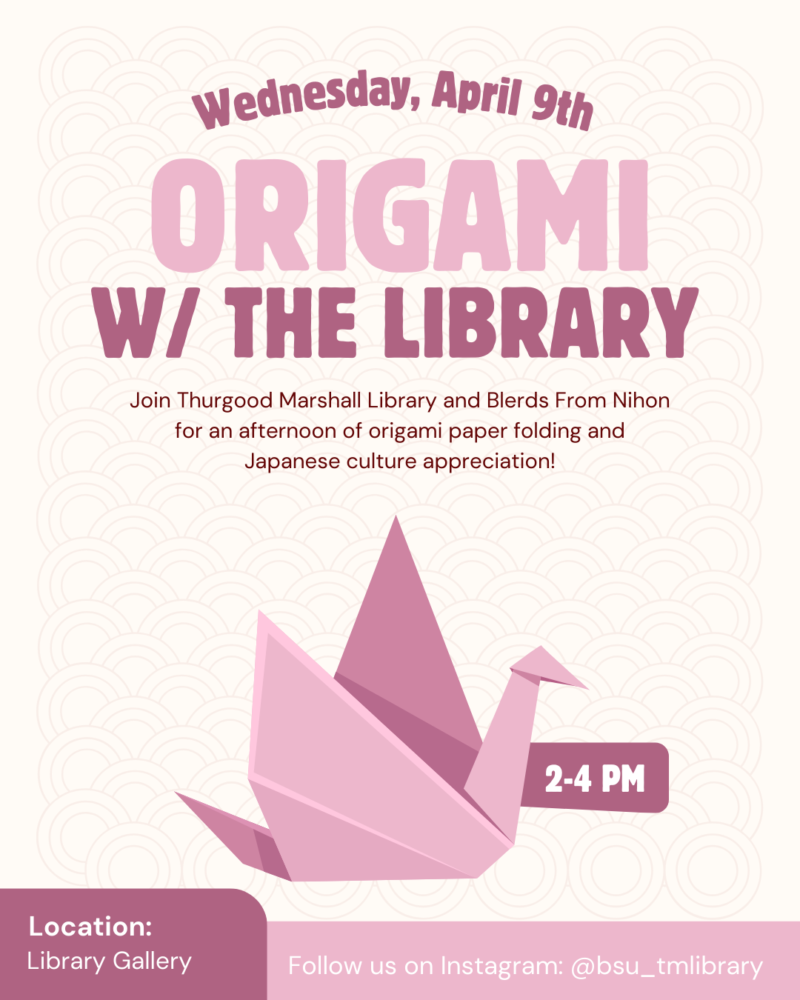 Wednesday, April 9th
ORIGAMI
W/ THE LIBRARY
Join Thurgood Marshall Library and Blerds From Nihon
for an afternoon of origami paper folding and
Japanese culture appreciation!
2-4 PM
Location:
Library Gallery
Follow us on Instagram: @bsu_tmlibrary